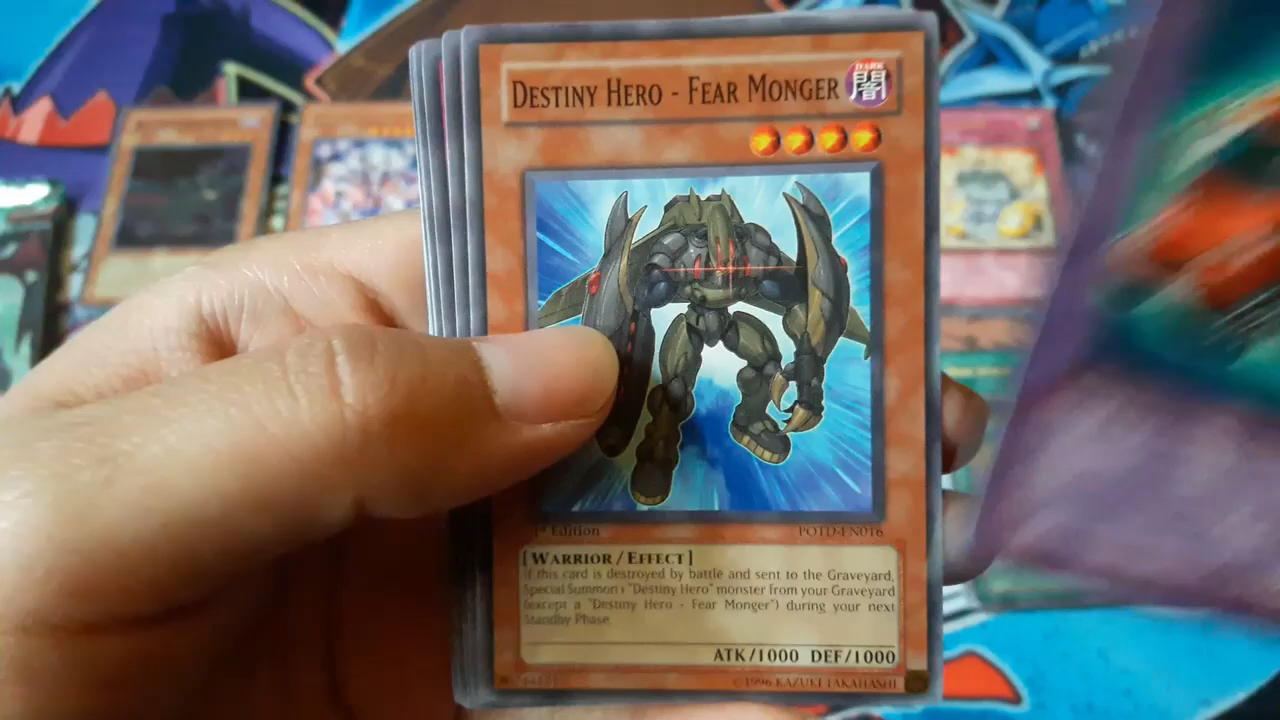 DESTINY HERO - FEAR MONGER
DARK
闇
1st Edition
POTD-EN016
[WARRIOR/EFFECT]
If this card is destroyed by battle and sent to the Graveyard,
Special Summon 1 "Destiny Hero" monster from your Graveyard
(except a "Destiny Hero - Fear Monger") during your next
Standby Phase.
ATK/1000 DEF/1000
©1996 KAZUKI TAKAHASHI